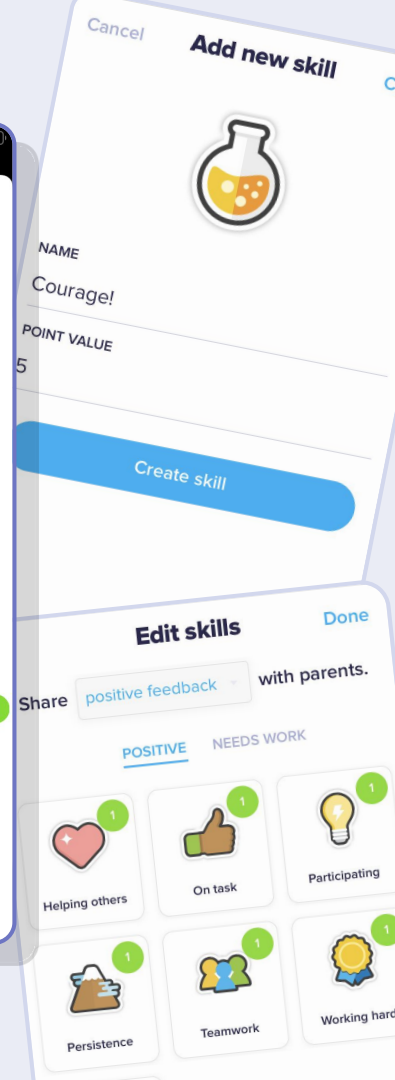 Cancel
Add new skill
NAME
Courage!
POINT VALUE
5
Create skill
Edit skills
Done
Share positive feedback with parents.
POSITIVE NEEDS WORK
1 1 1
Helping others On task Participating
1 1 1
Persistence Teamwork Working hard